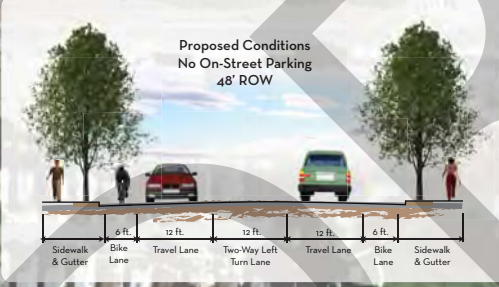 Proposed Conditions
No On-Street Parking
48' ROW
6 ft. 12 ft. 12 ft. 12 ft. 6 ft.
Sidewalk & Gutter
Bike Lane
Travel Lane
Two-Way Left Turn Lane
Travel Lane
Bike Lane
Sidewalk & Gutter